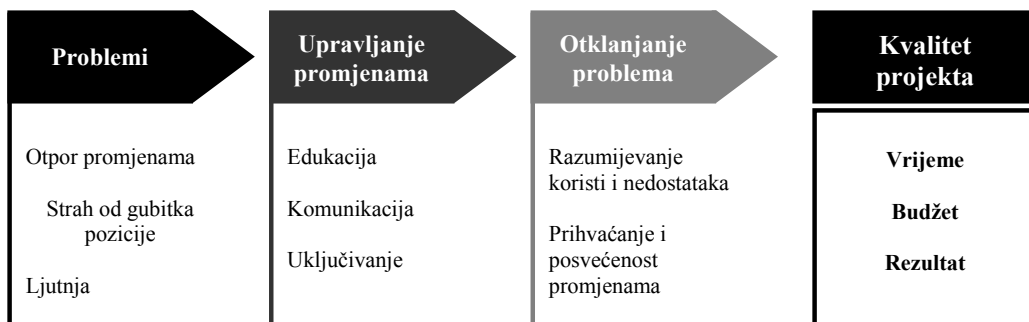 Problemi
Otpor promjenama
Strah od gubitka
pozicije
Ljutnja
Upravljanje
promjenama
Edukacija
Komunikacija
Uključivanje
Otklanjanje
problema
Razumijevanje
koristi i nedostataka
Prihvaćanje i
posvećenost
promjenama
Kvalitet
projekta
Vrijeme
Budžet
Rezultat